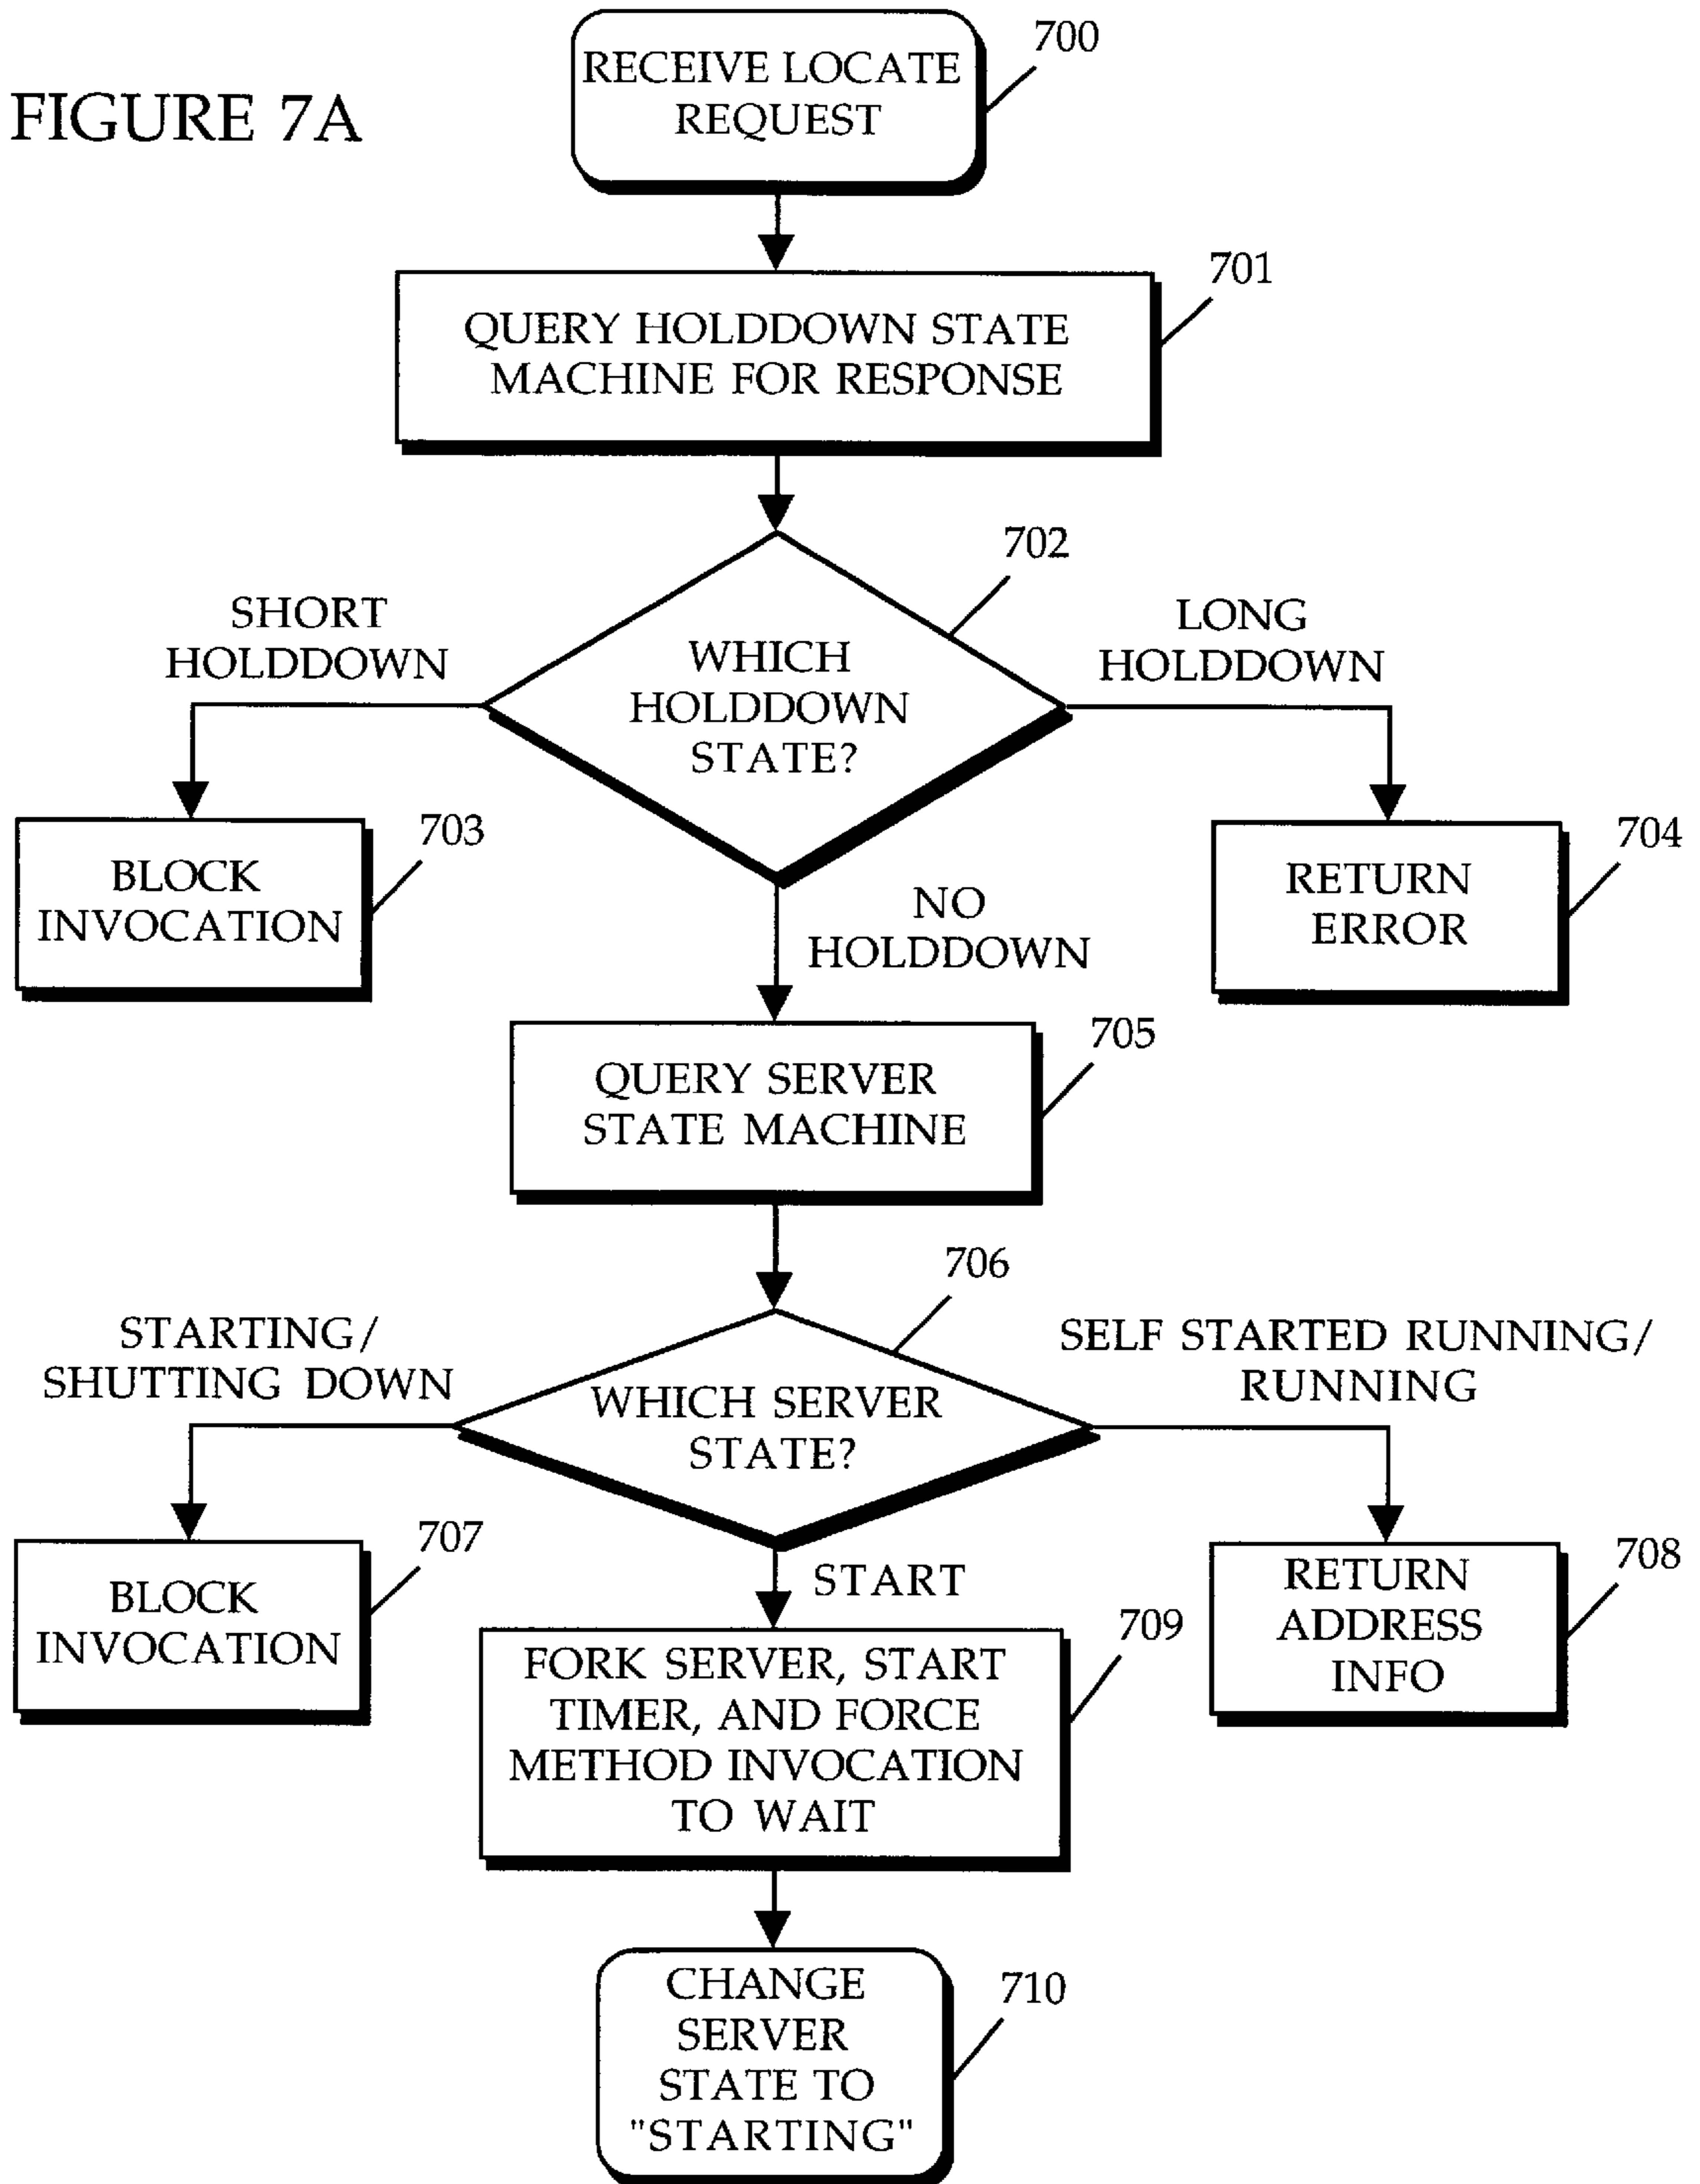 FIGURE 7A
RECEIVE LOCATE
REQUEST
700
QUERY HOLDDOWN STATE
MACHINE FOR RESPONSE
701
WHICH
HOLDDOWN
STATE?
702
SHORT
HOLDDOWN
LONG
HOLDDOWN
BLOCK
INVOCATION
703
RETURN
ERROR
704
NO
HOLDDOWN
QUERY SERVER
STATE MACHINE
705
WHICH SERVER
STATE?
706
STARTING/
SHUTTING DOWN
SELF STARTED RUNNING/
RUNNING
BLOCK
INVOCATION
707
RETURN
ADDRESS
INFO
708
START
FORK SERVER, START
TIMER, AND FORCE
METHOD INVOCATION
TO WAIT
709
CHANGE
SERVER
STATE TO
"STARTING"
710